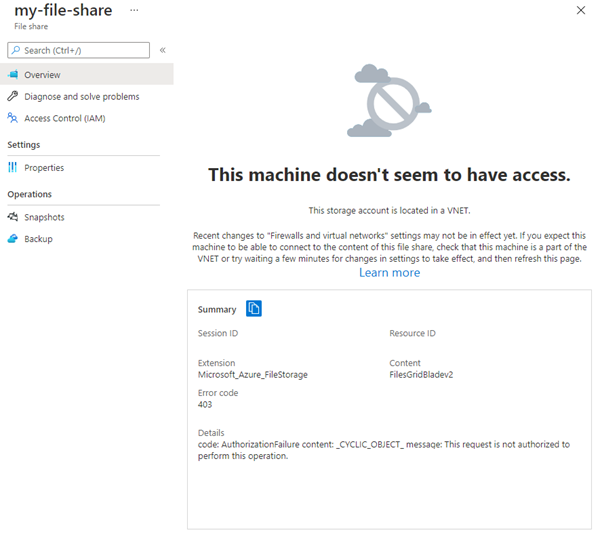 my-file-share ...
File share
Search (Ctrl+/) «
Overview
Diagnose and solve problems
Access Control (IAM)
Settings
Properties
Operations
Snapshots
Backup
This machine doesn't seem to have access.
This storage account is located in a VNET.
Recent changes to "Firewalls and virtual networks" settings may not be in effect yet. If you expect this
machine to be able to connect to the content of this file share, check that this machine is a part of the
VNET or try waiting a few minutes for changes in settings to take effect, and then refresh this page.
Learn more
Summary
Session ID Resource ID
Extension Content
Microsoft_Azure_FileStorage FilesGridBladev2
Error code
403
Details
code: AuthorizationFailure content: _CYCLIC_OBJECT_ message: This request is not authorized to
perform this operation.